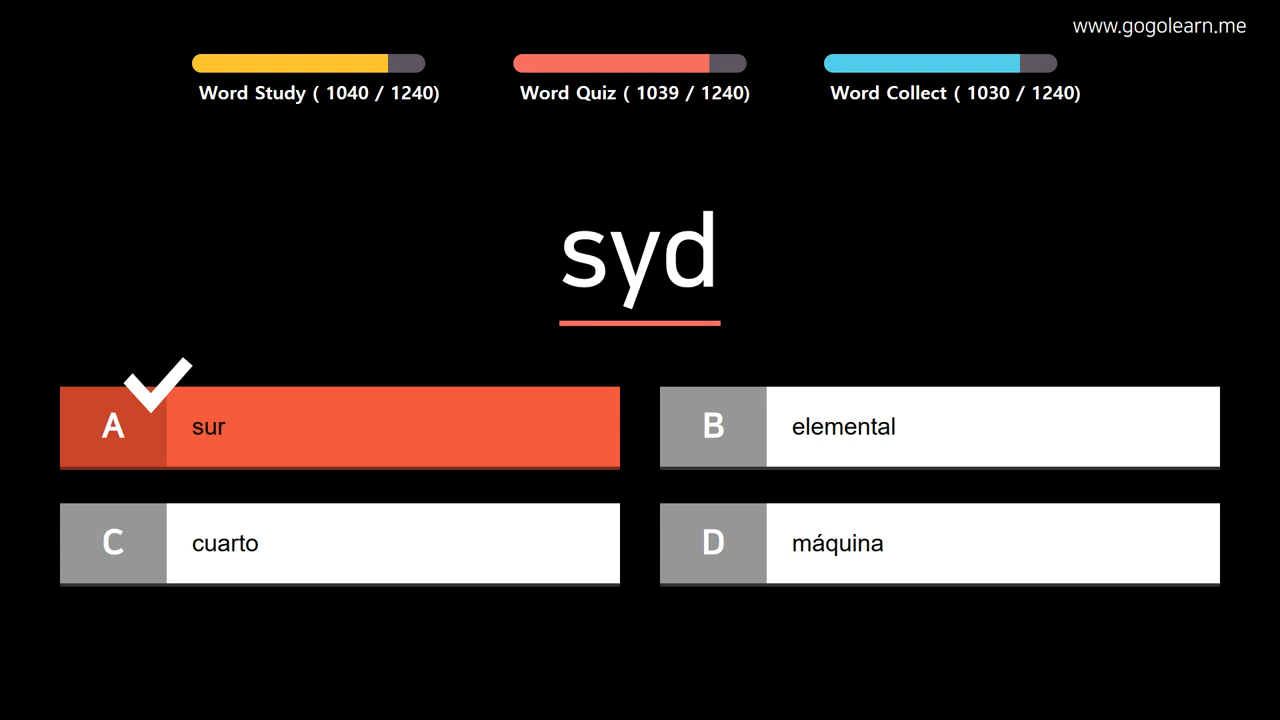 www.gogolearn.me
Word Study ( 1040 / 1240)
Word Quiz ( 1039 / 1240)
Word Collect ( 1030 / 1240)
syd
A sur
B elemental
C cuarto
D máquina